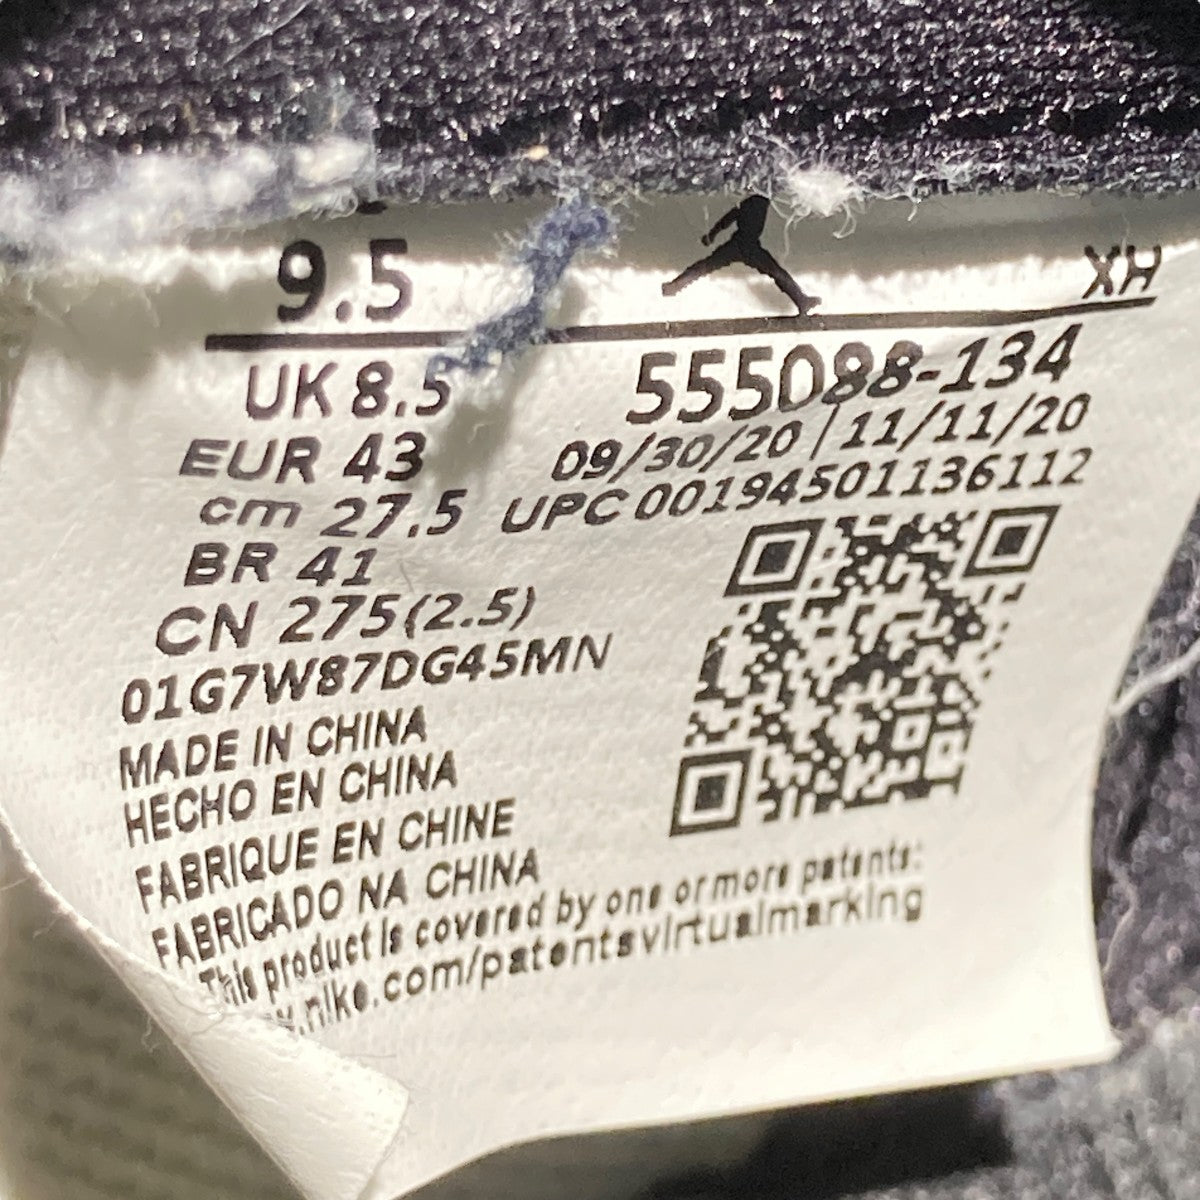 9.5
XH
UK 8.5
555088-134
EUR 43
09/30/20 | 11/11/20
cm 27.5
UPC 00194501136112
BR 41
CN 275(2.5)
01G7W87DG45MN
MADE IN CHINA
HECHO EN CHINA
FABRIQUE EN CHINE
FABRICADO NA CHINA
This product is covered by one or more patents:
.nike.com/patentsvirtualmarking